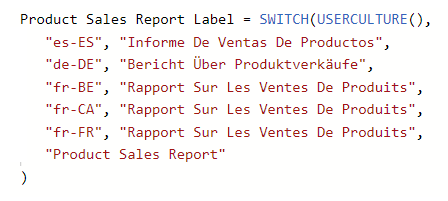 Product Sales Report Label = SWITCH(USERCULTURE(),
"es-ES", "Informe De Ventas De Productos",
"de-DE", "Bericht Über Produktverkäufe",
"fr-BE", "Rapport Sur Les Ventes De Produits",
"fr-CA", "Rapport Sur Les Ventes De Produits",
"fr-FR", "Rapport Sur Les Ventes De Produits",
"Product Sales Report"
)